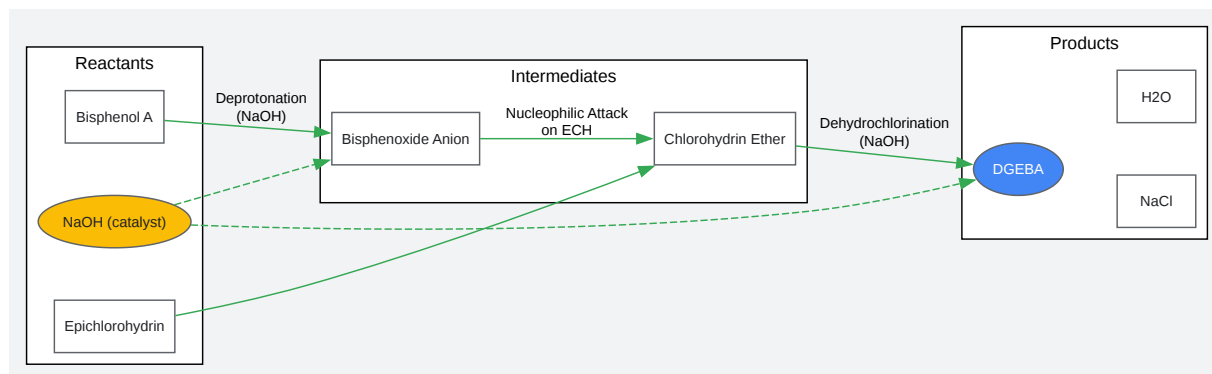 Reactants
Bisphenol A
NaOH (catalyst)
Epichlorohydrin
Deprotonation
(NaOH)
Intermediates
Bisphenoxide Anion
Nucleophilic Attack
on ECH
Chlorohydrin Ether
Dehydrochlorination
(NaOH)
Products
H2O
DGEBA
NaCl